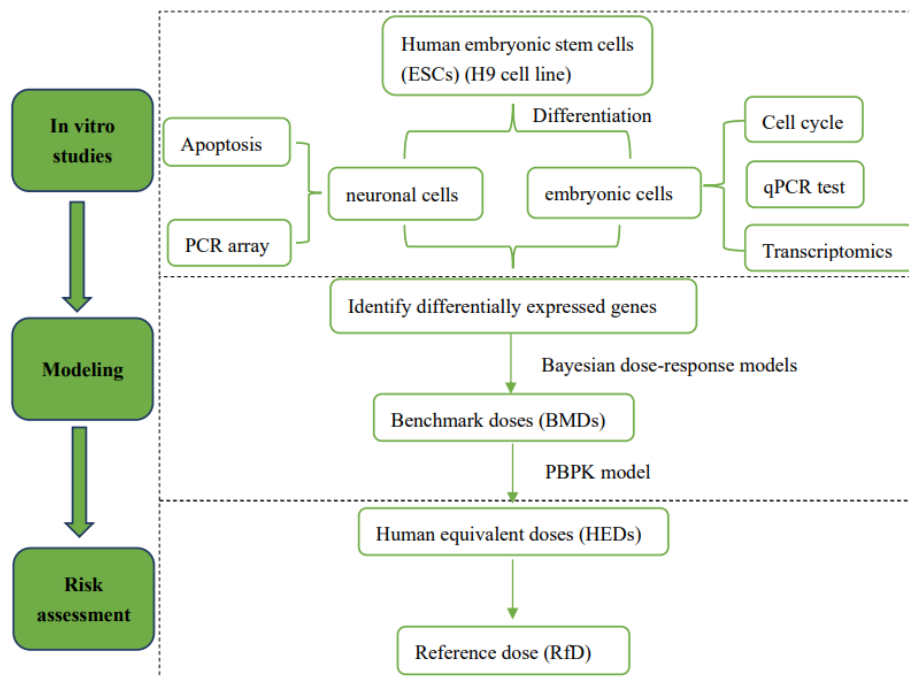 Human embryonic stem cells
(ESCs) (H9 cell line)
Differentiation
In vitro
studies
Apoptosis
PCR array
neuronal cells
embryonic cells
Cell cycle
qPCR test
Transcriptomics
Modeling
Identify differentially expressed genes
Bayesian dose-response models
Benchmark doses (BMDs)
PBPK model
Risk
assessment
Human equivalent doses (HEDs)
Reference dose (RfD)